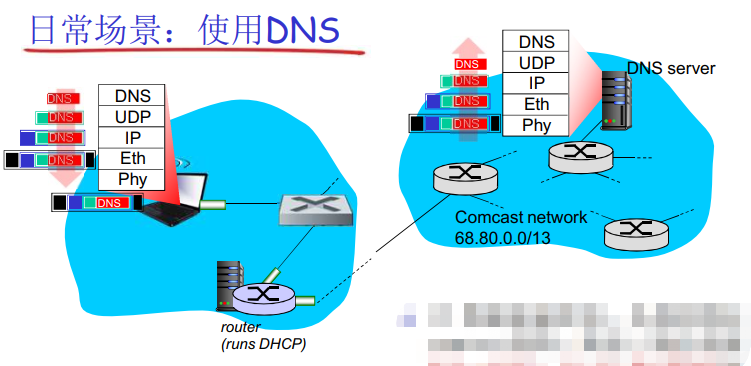 日常场景：使用DNS
DNS
DNS
DNS
DNS
DNS
DNS
UDP
IP
Eth
Phy
router
(runs DHCP)
DNS
DNS
DNS
DNS
DNS
UDP
IP
Eth
Phy
DNS server
Comcast network
68.80.0.0/13